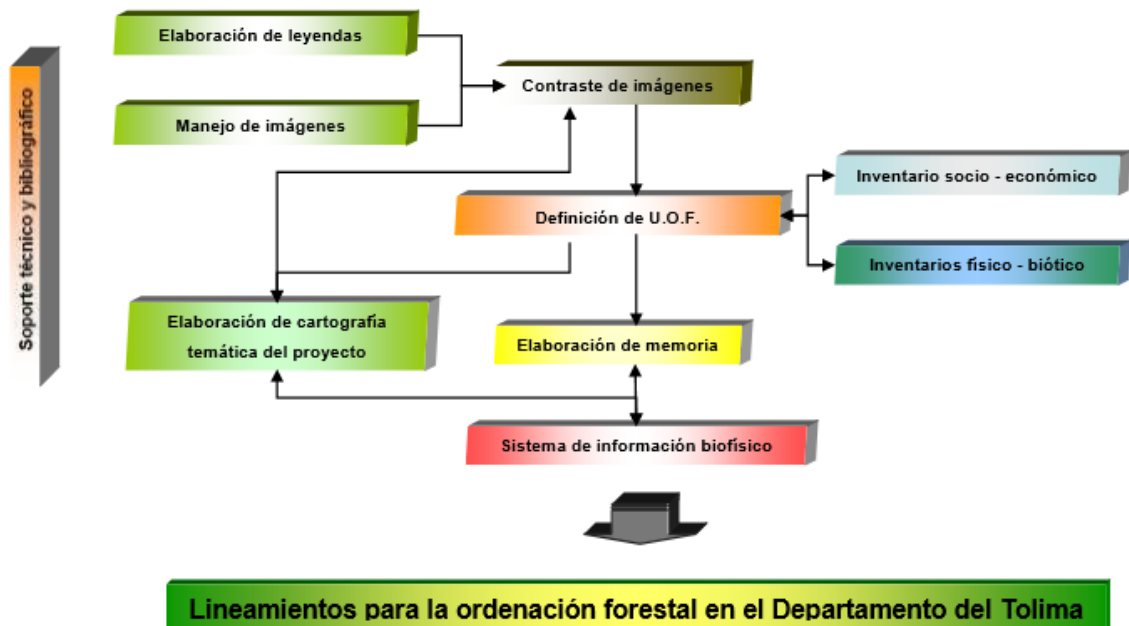 Soporte técnico y bibliográfico
Elaboración de leyendas
Manejo de imágenes
Contraste de imágenes
Definición de U.O.F.
Inventario socio - económico
Inventarios físico - biótico
Elaboración de cartografía
temática del proyecto
Elaboración de memoria
Sistema de información biofísico
Lineamientos para la ordenación forestal en el Departamento del Tolima